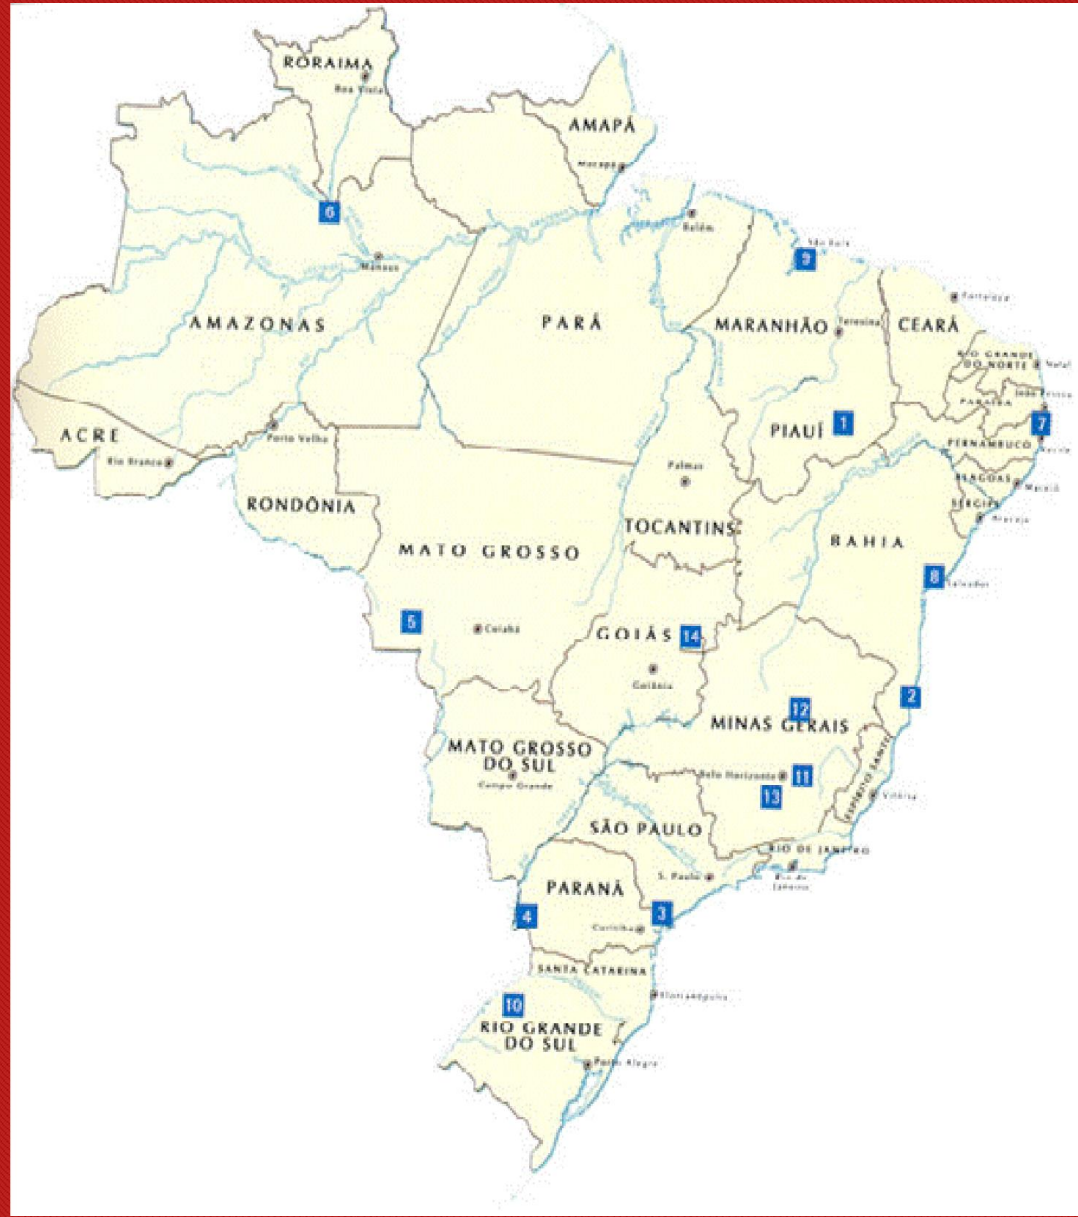 RORAIMA
Boa Vista
AMAPÁ
Macapá
6
Belém
São Luís
9
Manaus
Fortaleza
AMAZONAS
PARÁ
MARANHÃO
Teresina
CEARÁ
RIO GRANDE
DO NORTE
Natal
João Pessoa
PARAÍBA
1
7
PIAUÍ
ACRE
Porto Velho
PERNAMBUCO
Recife
Rio Branco
Palmas
ALAGOAS
Maceió
RONDÔNIA
SERGIPE
Aracaju
TOCANTINS
BAHIA
MATO GROSSO
8
Salvador
5
Cuiabá
GOIÁS
14
Goiânia
2
12
MINAS GERAIS
MATO GROSSO
DO SUL
Campo Grande
Belo Horizonte
11
ESPÍRITO SANTO
13
Vitória
SÃO PAULO
RIO DE JANEIRO
S. Paulo
Rio de
Janeiro
PARANÁ
4
3
Curitiba
SANTA CATARINA
Florianópolis
10
RIO GRANDE
DO SUL
Porto Alegre